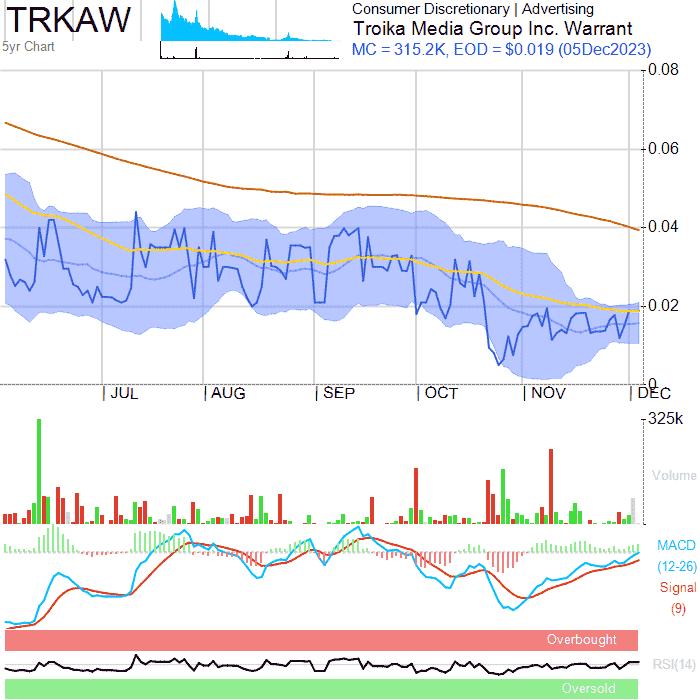 TRKAW
5yr Chart
Consumer Discretionary | Advertising
Troika Media Group Inc. Warrant
MC = 315.2K, EOD = $0.019 (05Dec2023)
0.08
0.06
0.04
0.02
0
JUL AUG SEP OCT NOV DEC
325k
Volume
MACD
(12-26)
Signal
(9)
Overbought
RSI(14)
Oversold